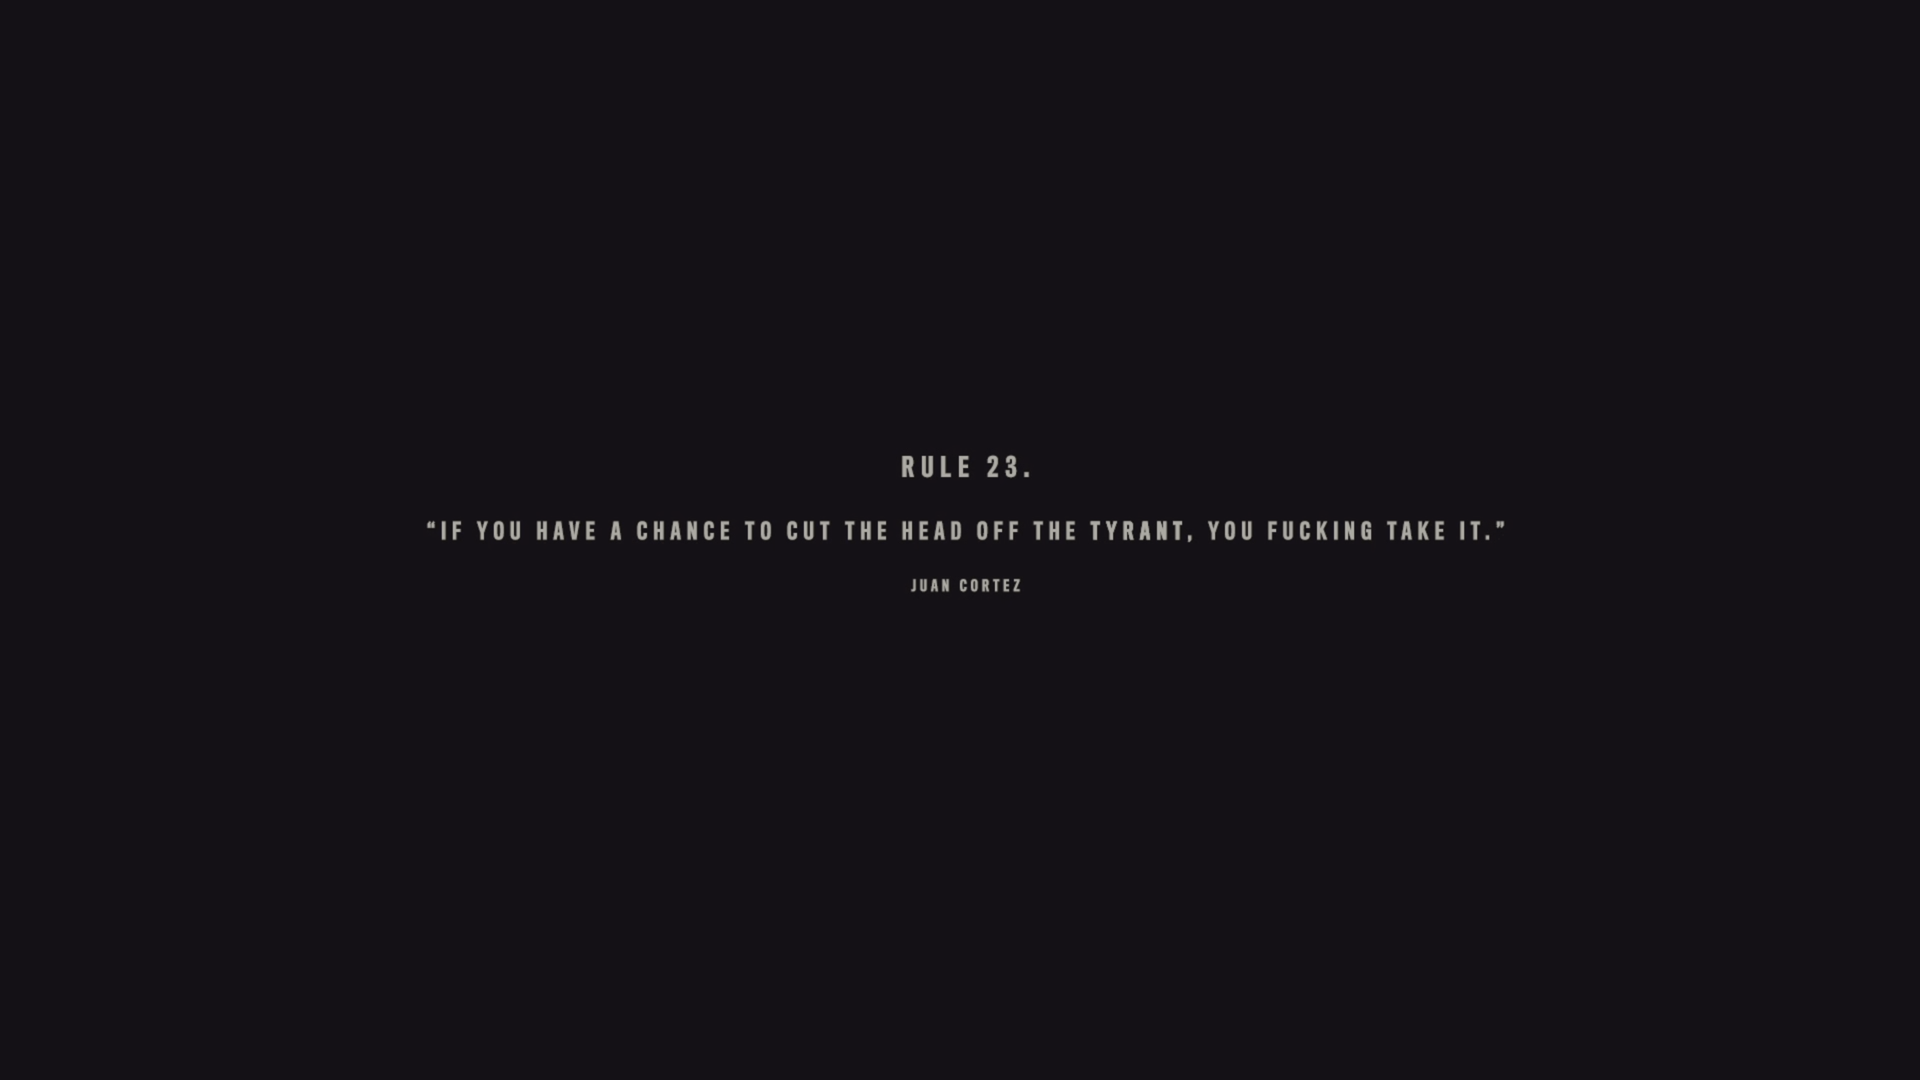 RULE 23.
“IF YOU HAVE A CHANCE TO CUT THE HEAD OFF THE TYRANT, YOU FUCKING TAKE IT.”
JUAN CORTEZ